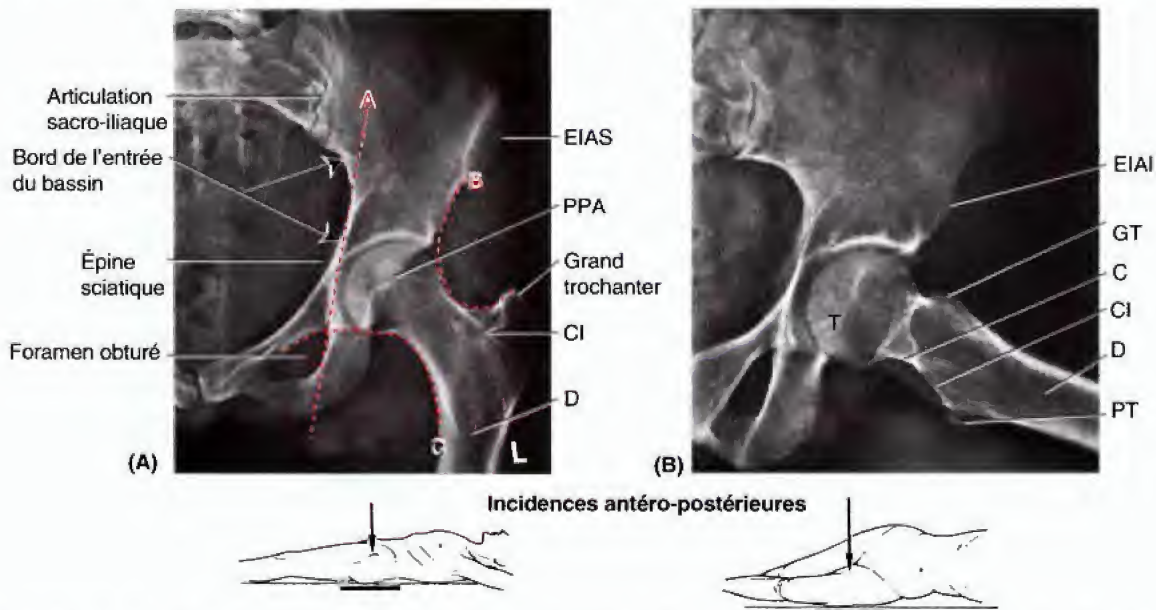 Articulation
sacro-iliaque
Bord de l'entrée
du bassin
Épine
sciatique
Foramen obturé
A
B
C
L
EIAS
PPA
Grand
trochanter
CI
D
(A)
T
EIAI
GT
C
CI
D
PT
(B)
Incidences antéro-postérieures